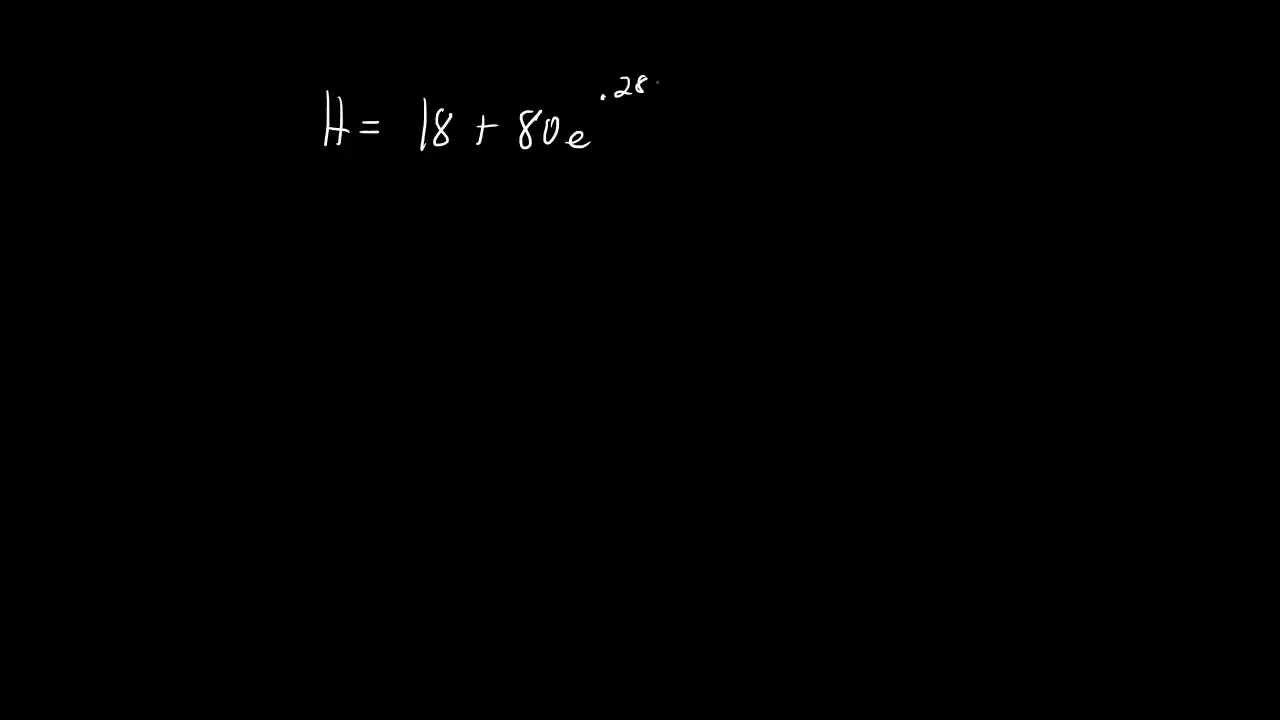 H = 18 + 80e^.28